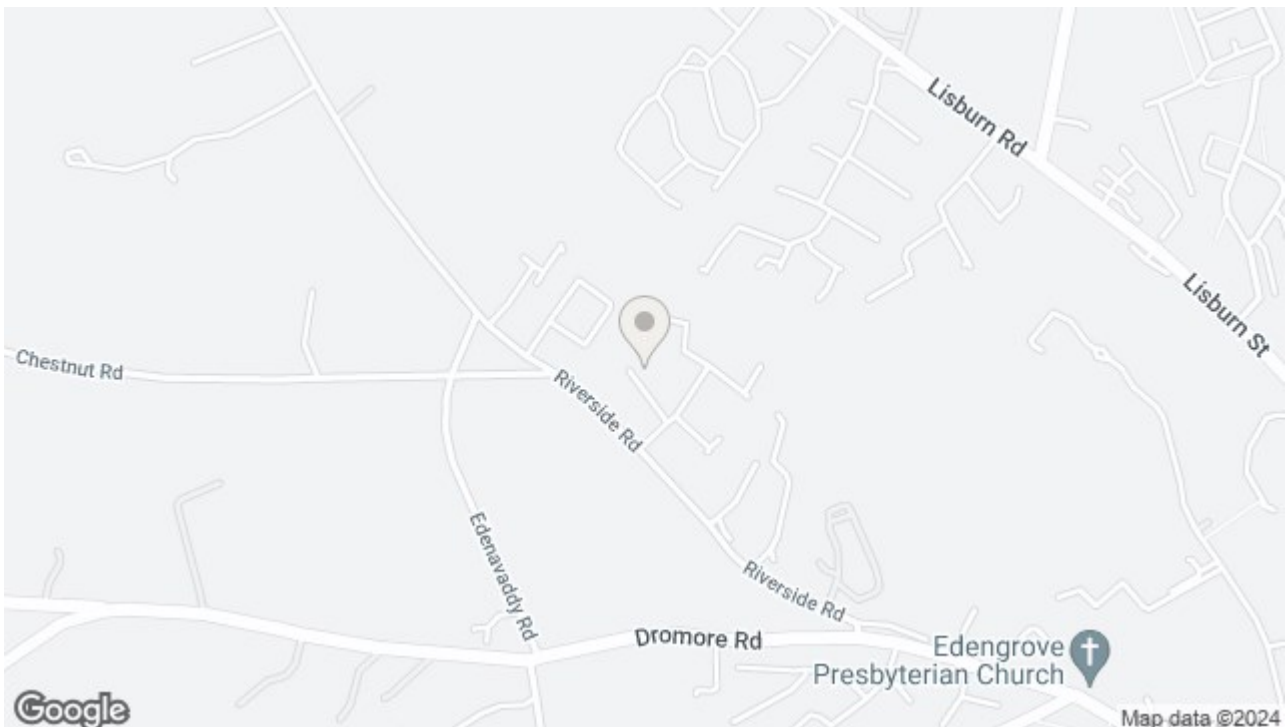 Lisburn Rd
Lisburn St
Chestnut Rd
Riverside Rd
Edenavaddy Rd
Riverside Rd
Dromore Rd
Edengrove
Presbyterian Church
Google
Map data ©2024